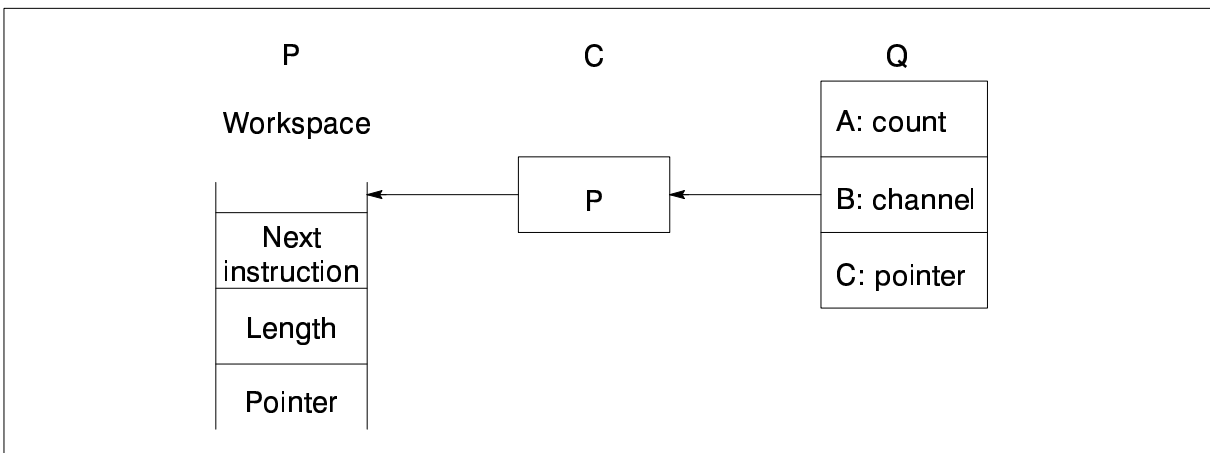 P
C
Q
Workspace
Next
instruction
Length
Pointer
P
A: count
B: channel
C: pointer